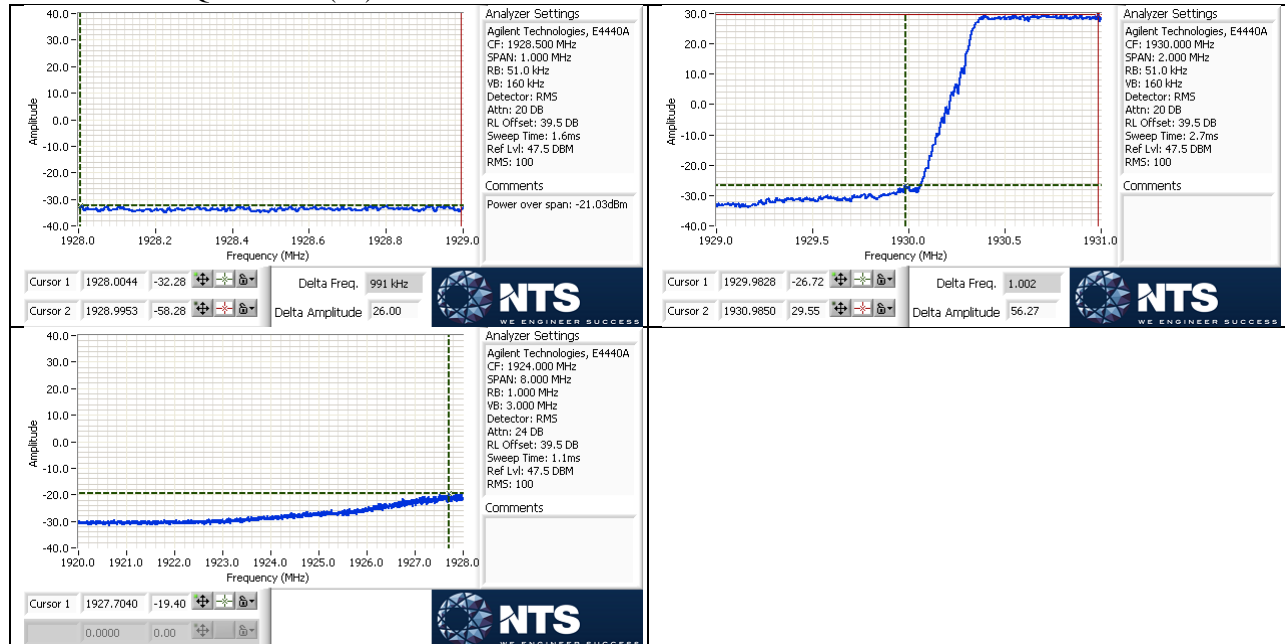 40.0
30.0
20.0
10.0
0.0
-10.0
-20.0
-30.0
-40.0
Amplitude
1928.0 1928.2 1928.4 1928.6 1928.8 1929.0
Frequency (MHz)
Analyzer Settings
Agilent Technologies, E4440A
CF: 1928.500 MHz
SPAN: 1.000 MHz
RB: 51.0 kHz
VB: 160 kHz
Detector: RMS
Attn: 20 DB
RL Offset: 39.5 DB
Sweep Time: 1.6ms
Ref Lvl: 47.5 DBM
RMS: 100
Comments
Power over span: -21.03dBm
Cursor 1 1928.0044 -32.28
Delta Freq. 991 kHz
Cursor 2 1928.9953 -58.28
Delta Amplitude 26.00
NTS
WE ENGINEER SUCCESS
30.0
20.0
10.0
0.0
-10.0
-20.0
-30.0
-40.0
Amplitude
1929.0 1929.5 1930.0 1930.5 1931.0
Frequency (MHz)
Analyzer Settings
Agilent Technologies, E4440A
CF: 1930.000 MHz
SPAN: 2.000 MHz
RB: 51.0 kHz
VB: 160 kHz
Detector: RMS
Attn: 20 DB
RL Offset: 39.5 DB
Sweep Time: 2.7ms
Ref Lvl: 47.5 DBM
RMS: 100
Comments
Cursor 1 1929.9828 -26.72
Delta Freq. 1.002
Cursor 2 1930.9850 29.55
Delta Amplitude 56.27
NTS
WE ENGINEER SUCCESS
40.0
30.0
20.0
10.0
0.0
-10.0
-20.0
-30.0
-40.0
Amplitude
1920.0 1921.0 1922.0 1923.0 1924.0 1925.0 1926.0 1927.0 1928.0
Frequency (MHz)
Analyzer Settings
Agilent Technologies, E4440A
CF: 1924.000 MHz
SPAN: 8.000 MHz
RB: 1.000 MHz
VB: 3.000 MHz
Detector: RMS
Attn: 24 DB
RL Offset: 39.5 DB
Sweep Time: 1.1ms
Ref Lvl: 47.5 DBM
RMS: 100
Comments
Cursor 1 1927.7040 -19.40
0.0000 0.00
NTS